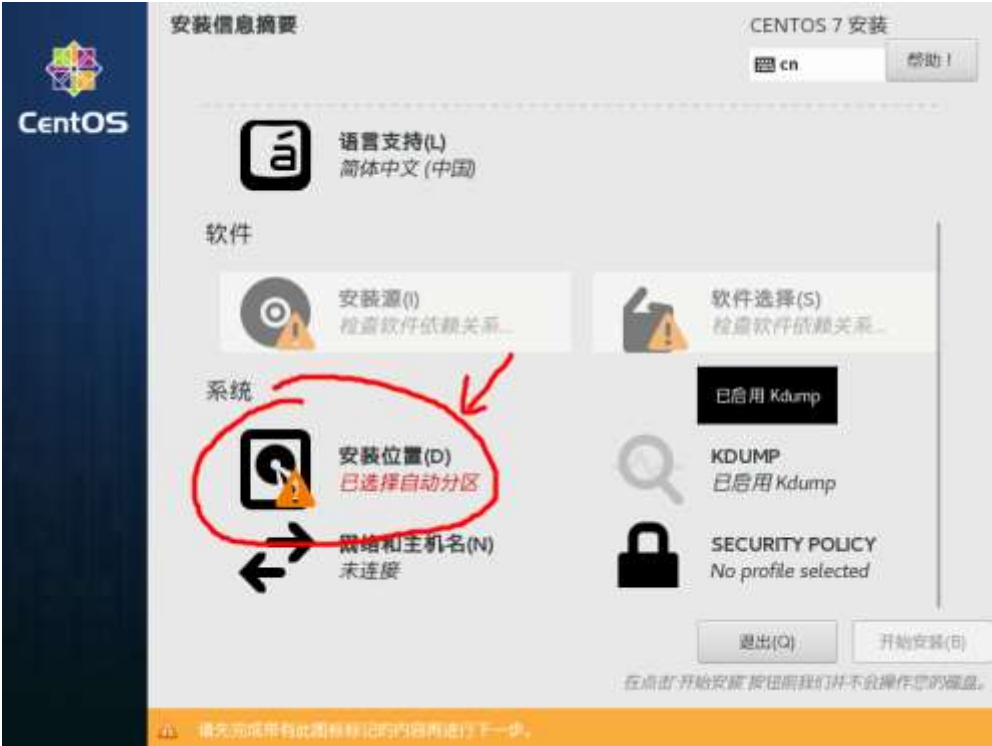 安装信息摘要
CENTOS 7 安装
cn
帮助！
CentOS
á
语言支持(L)
简体中文 (中国)
软件
安装源(I)
检查软件依赖关系...
软件选择(S)
检查软件依赖关系...
系统
已启用 Kdump
安装位置(D)
已选择自动分区
KDUMP
已启用 Kdump
网络和主机名(N)
未连接
SECURITY POLICY
No profile selected
退出(Q)
开始安装(B)
在点击'开始安装'按钮前我们并不会操作您的磁盘。
请先完成带有此图标标记的内容再进行下一步。